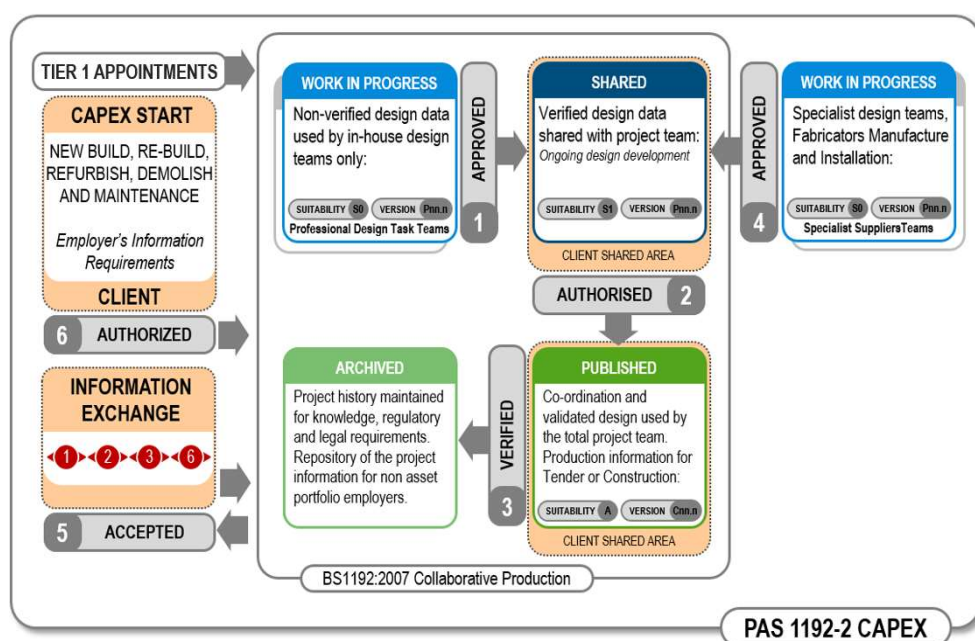 TIER 1 APPOINTMENTS
CAPEX START
NEW BUILD, RE-BUILD,
REFURBISH, DEMOLISH
AND MAINTENANCE
Employer's Information
Requirements
CLIENT
6 AUTHORIZED
INFORMATION
EXCHANGE
1 2 3 6
5 ACCEPTED
WORK IN PROGRESS
Non-verified design data
used by in-house design
teams only:
SUITABILITY S0 VERSION Pnn.n
Professional Design Task Teams
APPROVED
1
SHARED
Verified design data
shared with project team:
Ongoing design development
SUITABILITY S1 VERSION Pnn.n
CLIENT SHARED AREA
APPROVED
4
WORK IN PROGRESS
Specialist design teams,
Fabricators Manufacture
and Installation:
SUITABILITY S0 VERSION Pnn.n
Specialist SuppliersTeams
AUTHORISED 2
ARCHIVED
Project history maintained
for knowledge, regulatory
and legal requirements.
Repository of the project
information for non asset
portfolio employers.
VERIFIED
3
PUBLISHED
Co-ordination and
validated design used by
the total project team.
Production information for
Tender or Construction:
SUITABILITY A VERSION Cnn.n
CLIENT SHARED AREA
BS1192:2007 Collaborative Production
PAS 1192-2 CAPEX